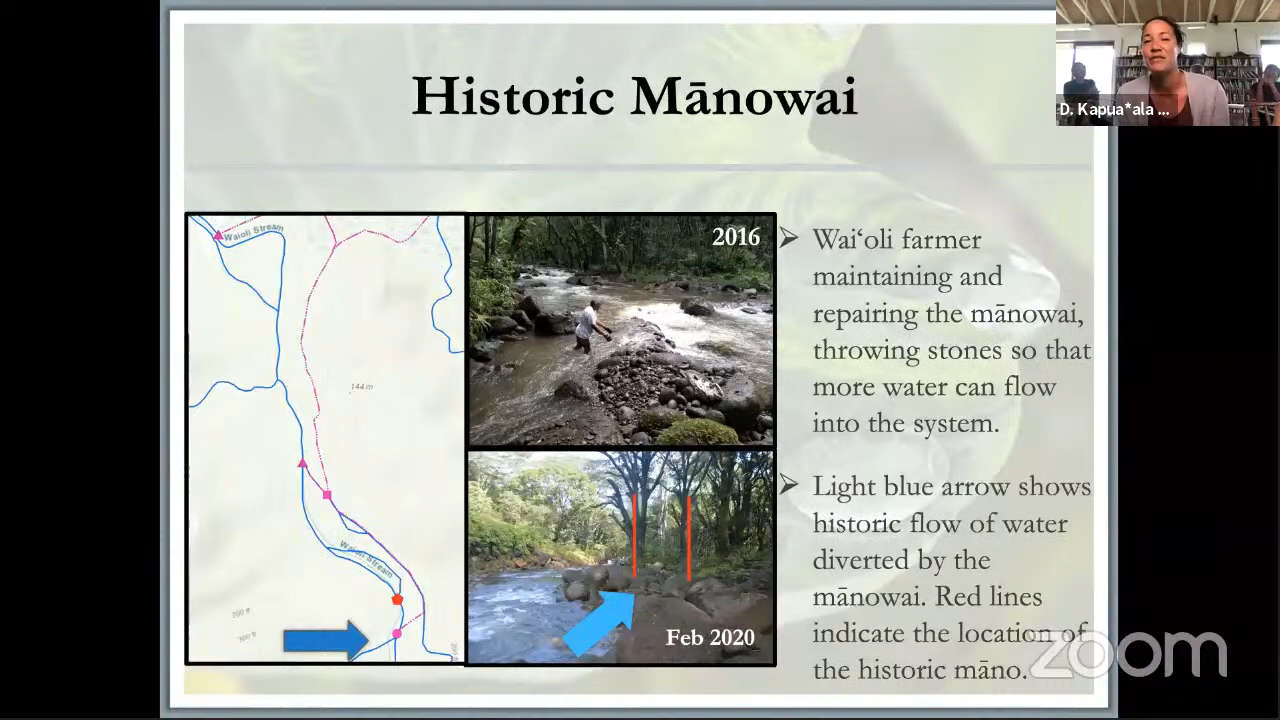 Historic Mānowai
D. Kapua*ala ...
Waioli Stream
144 m
Waioli Stream
200 ft
300 ft
2016
Feb 2020
Waiʻoli farmer
maintaining and
repairing the mānowai,
throwing stones so that
more water can flow
into the system.
Light blue arrow shows
historic flow of water
diverted by the
mānowai. Red lines
indicate the location of
the historic māno.
zoom